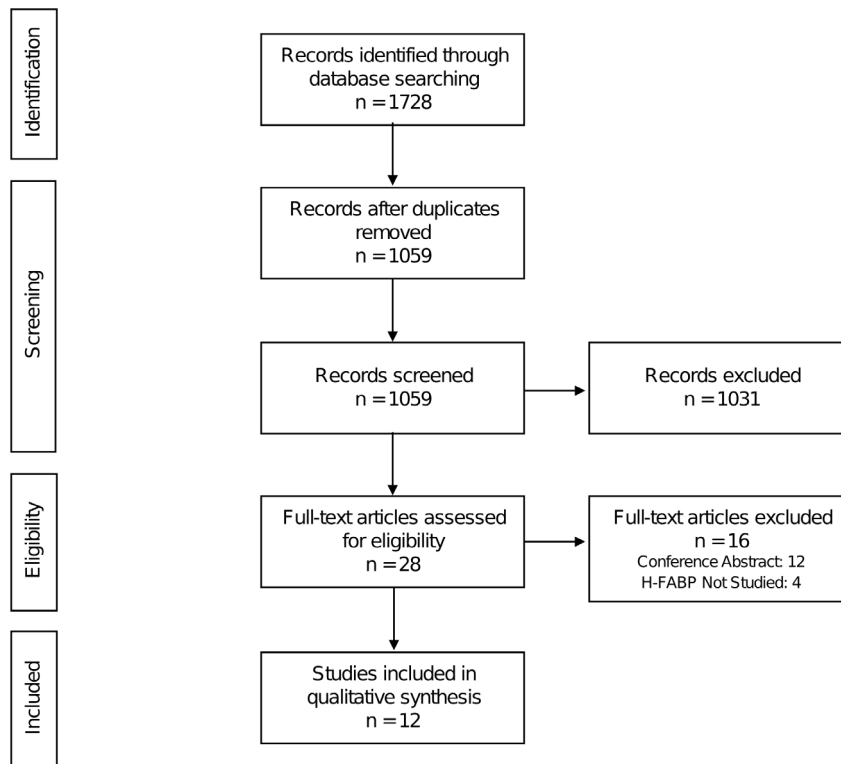 Identification
Records identified through
database searching
n = 1728
Screening
Records after duplicates
removed
n = 1059
Records screened
n = 1059
Records excluded
n = 1031
Eligibility
Full-text articles assessed
for eligibility
n = 28
Full-text articles excluded
n = 16
Conference Abstract: 12
H-FABP Not Studied: 4
Included
Studies included in
qualitative synthesis
n = 12